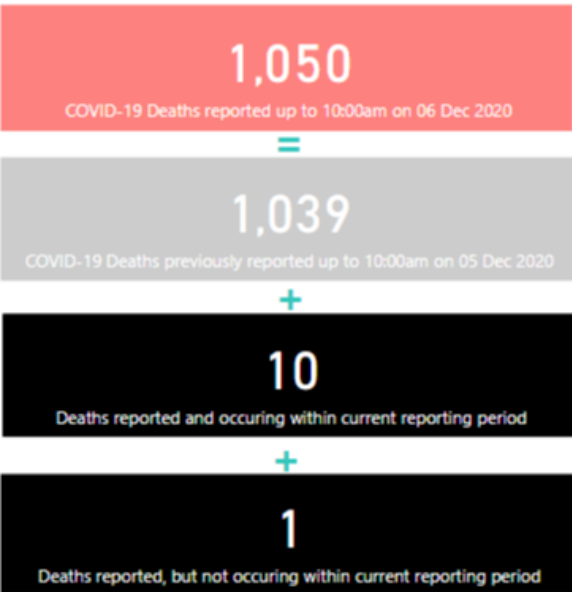 1,050
COVID-19 Deaths reported up to 10:00am on 06 Dec 2020
=
1,039
COVID-19 Deaths previously reported up to 10:00am on 05 Dec 2020
+
10
Deaths reported and occuring within current reporting period
+
1
Deaths reported, but not occuring within current reporting period